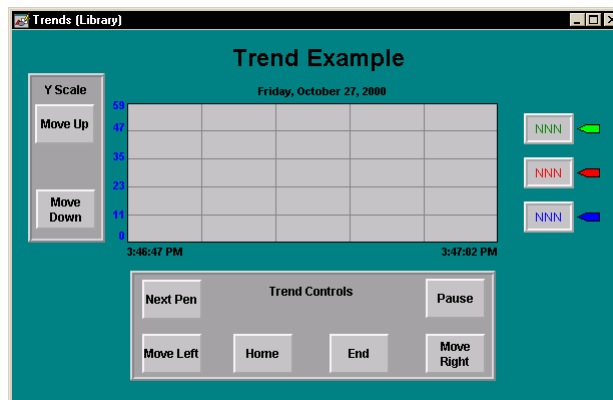 Trends (Library)
Trend Example
Y Scale
Friday, October 27, 2000
Move Up
Move
Down
59
47
35
23
11
0
3:46:47 PM
3:47:02 PM
NNN
NNN
NNN
Next Pen
Trend Controls
Pause
Move Left
Home
End
Move
Right